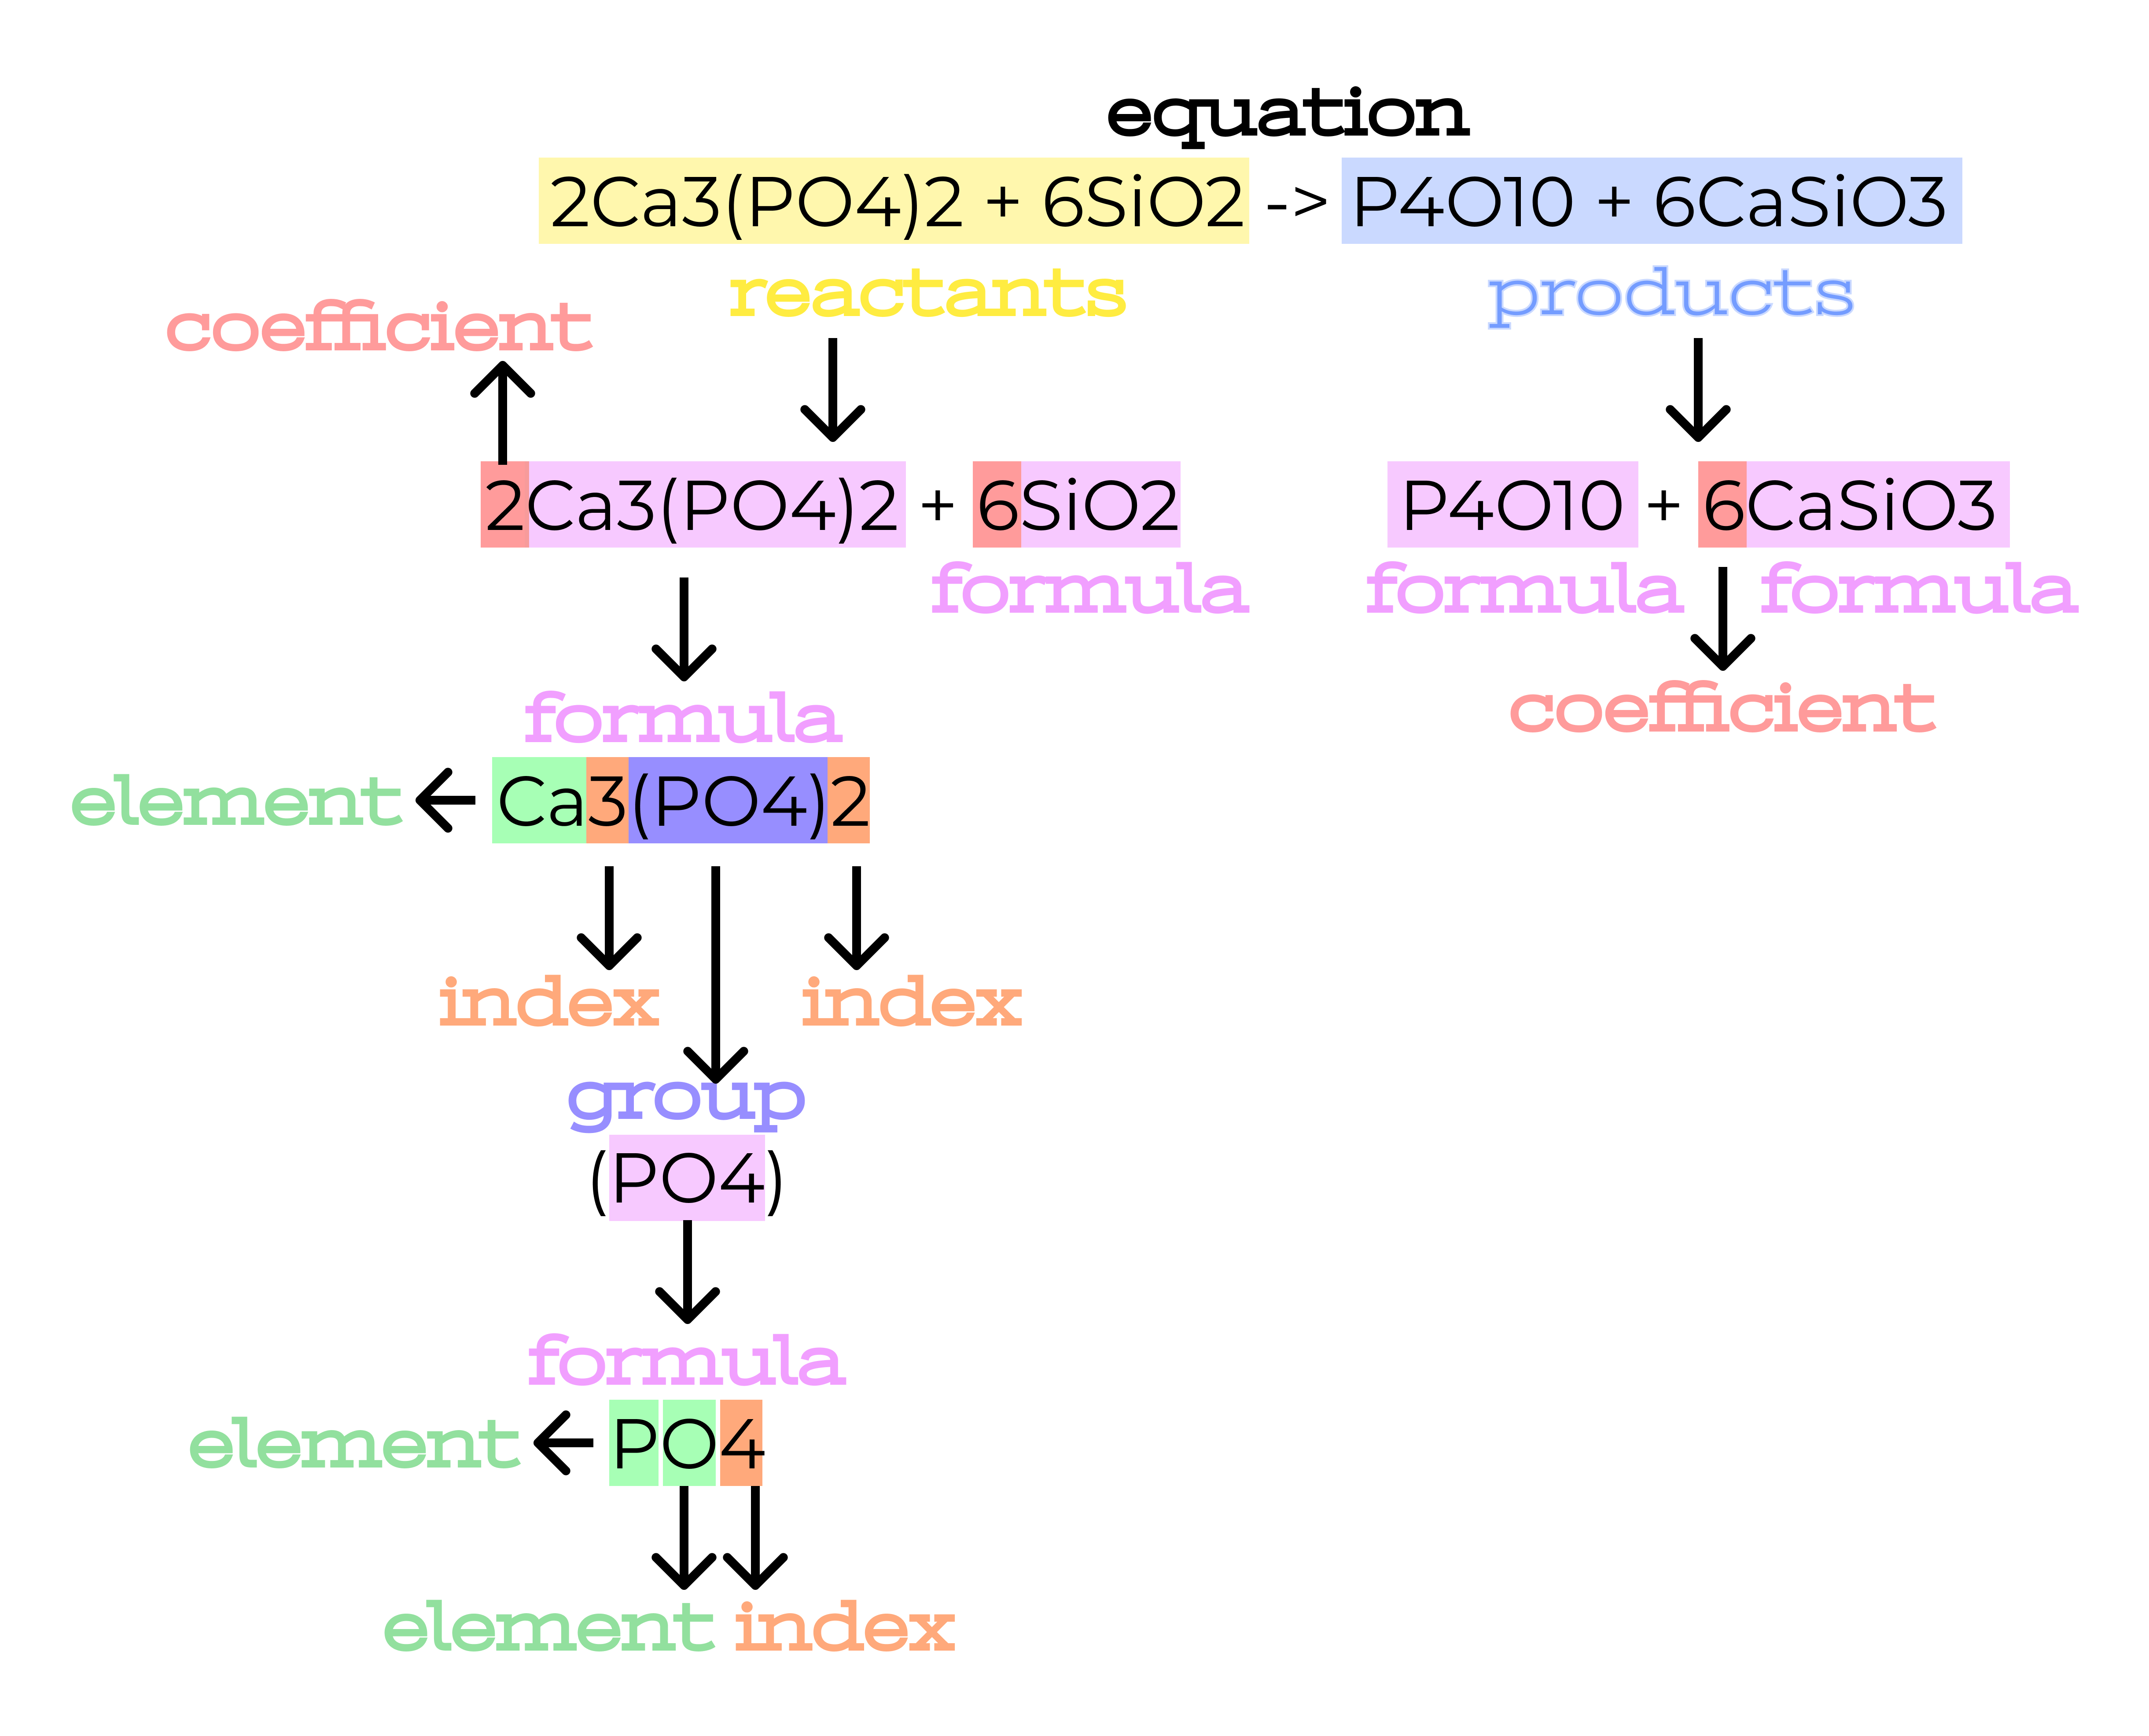 equation
2Ca3(PO4)2 + 6SiO2 -> P4O10 + 6CaSiO3
reactants
products
coefficient
2Ca3(PO4)2 + 6SiO2
P4O10 + 6CaSiO3
formula
formula
formula
coefficient
formula
element
Ca3(PO4)2
index
index
group
(PO4)
formula
element
PO4
element
index